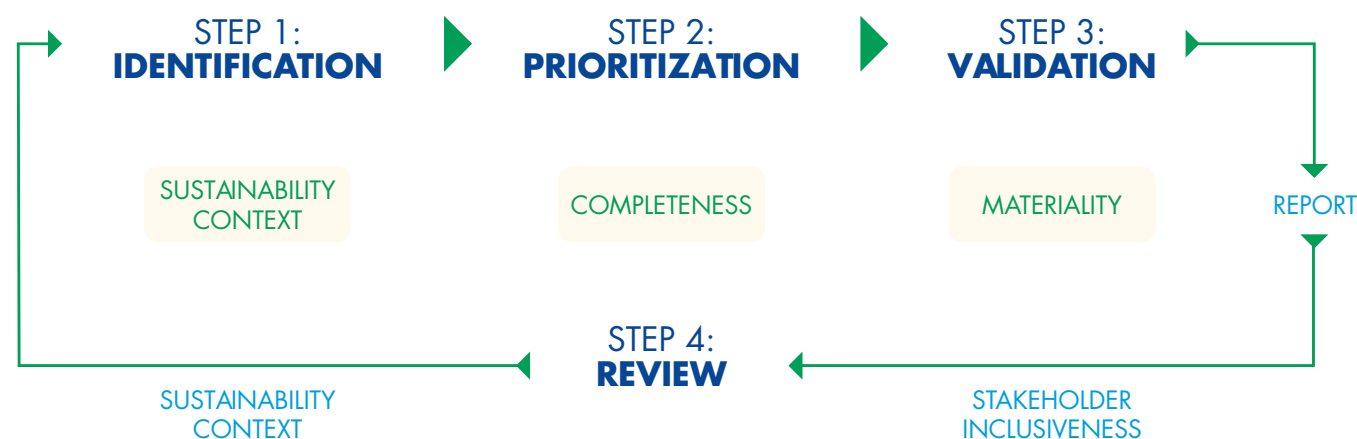 STEP 1:
IDENTIFICATION
STEP 2:
PRIORITIZATION
STEP 3:
VALIDATION
SUSTAINABILITY
CONTEXT
COMPLETENESS
MATERIALITY
REPORT
STEP 4:
REVIEW
SUSTAINABILITY
CONTEXT
STAKEHOLDER
INCLUSIVENESS